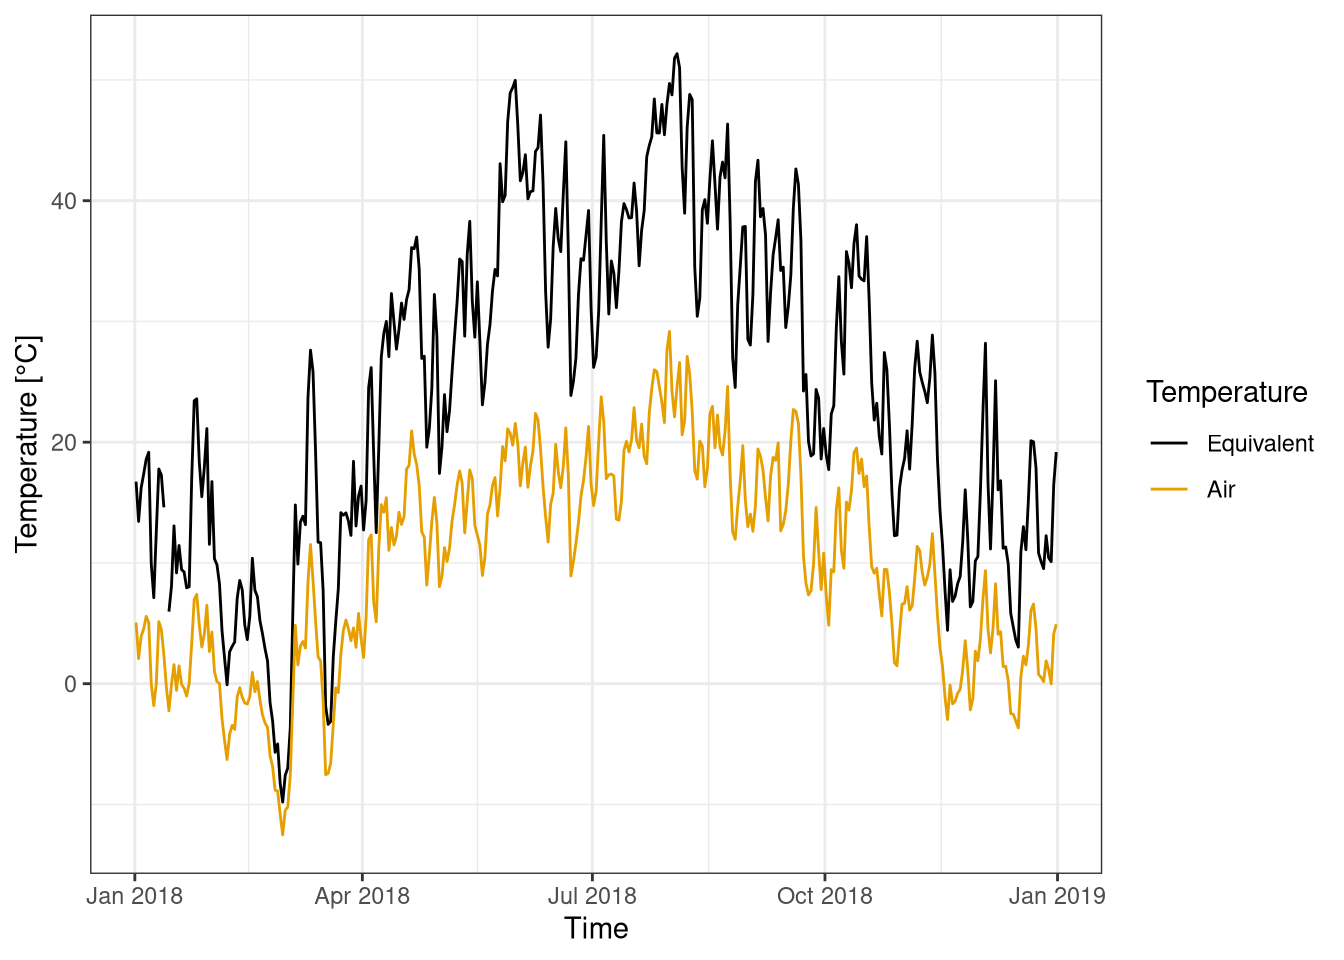 Temperature [°C]
40
20
0
Jan 2018
Apr 2018
Jul 2018
Oct 2018
Jan 2019
Time
Temperature
Equivalent
Air